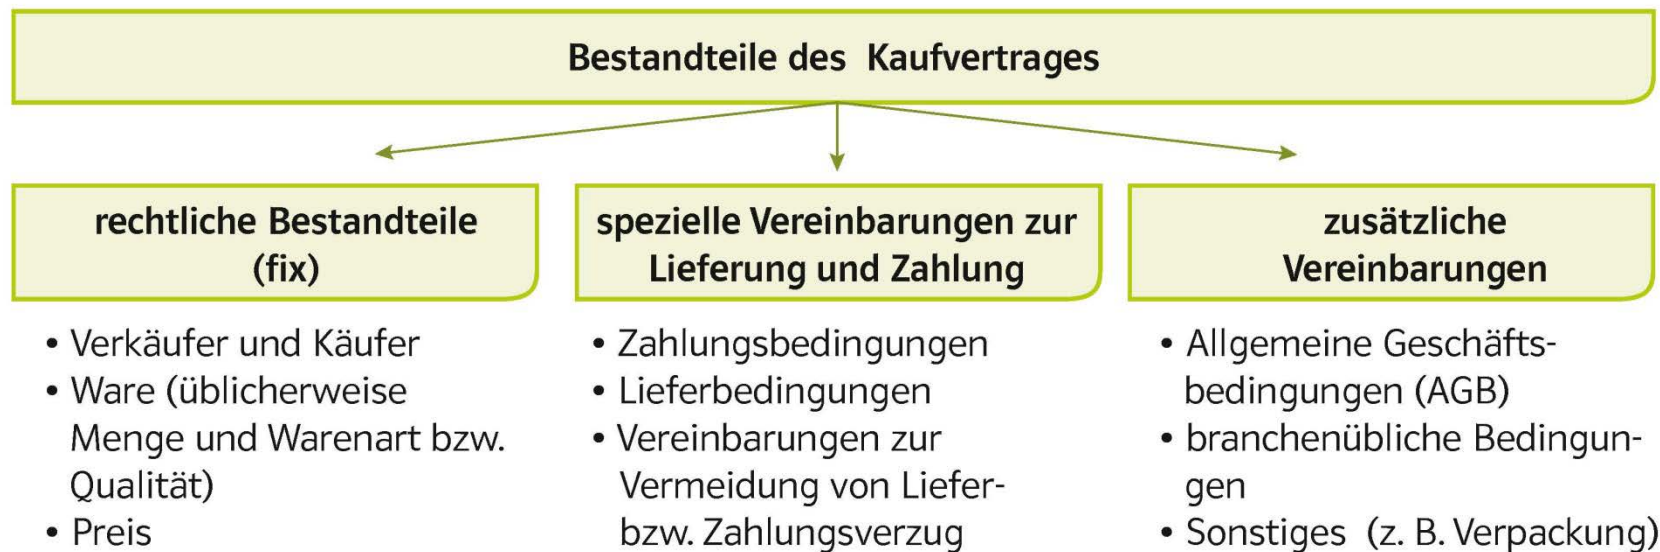 Bestandteile des Kaufvertrages
rechtliche Bestandteile
(fix)
• Verkäufer und Käufer
• Ware (üblicherweise
Menge und Warenart bzw.
Qualität)
• Preis
spezielle Vereinbarungen zur
Lieferung und Zahlung
• Zahlungsbedingungen
• Lieferbedingungen
• Vereinbarungen zur
Vermeidung von Liefer-
bzw. Zahlungsverzug
zusätzliche
Vereinbarungen
• Allgemeine Geschäfts-
bedingungen (AGB)
• branchenübliche Bedingun-
gen
• Sonstiges (z. B. Verpackung)